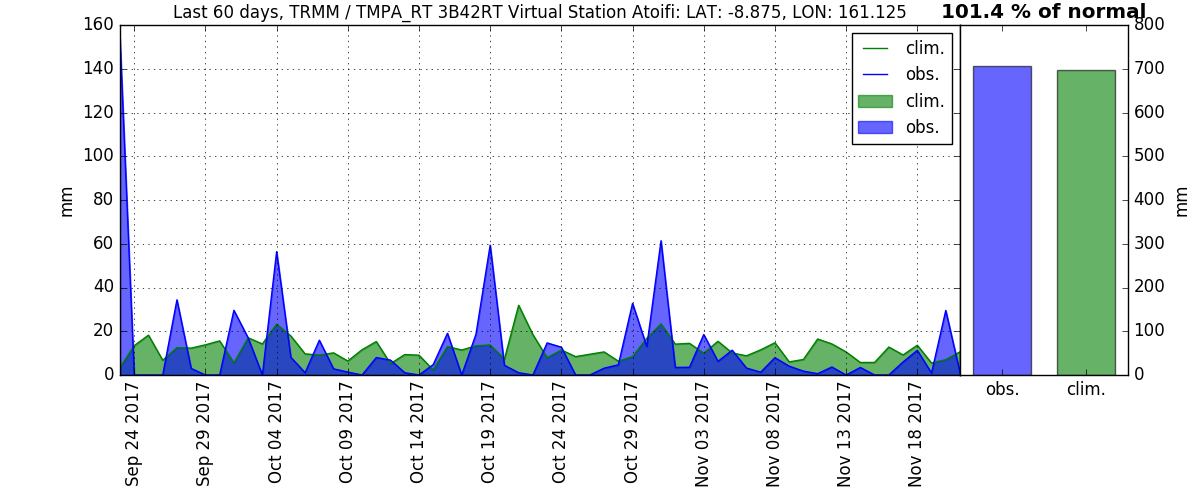 Last 60 days, TRMM / TMPA_RT 3B42RT Virtual Station Atoifi: LAT: -8.875, LON: 161.125
101.4 % of normal
160
140
120
100
80
60
40
20
0
mm
clim.
obs.
clim.
obs.
Sep 24 2017
Sep 29 2017
Oct 04 2017
Oct 09 2017
Oct 14 2017
Oct 19 2017
Oct 24 2017
Oct 29 2017
Nov 03 2017
Nov 08 2017
Nov 13 2017
Nov 18 2017
800
700
600
500
400
300
200
100
0
mm
obs.
clim.